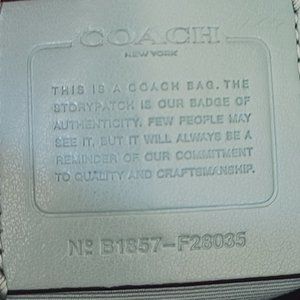 COACH
NEW YORK
THIS IS A COACH BAG. THE
STORYPATCH IS OUR BADGE OF
AUTHENTICITY. FEW PEOPLE MAY
SEE IT, BUT IT WILL ALWAYS BE A
REMINDER OF OUR COMMITMENT
TO QUALITY AND CRAFTSMANSHIP.
Nº B1857-F28035